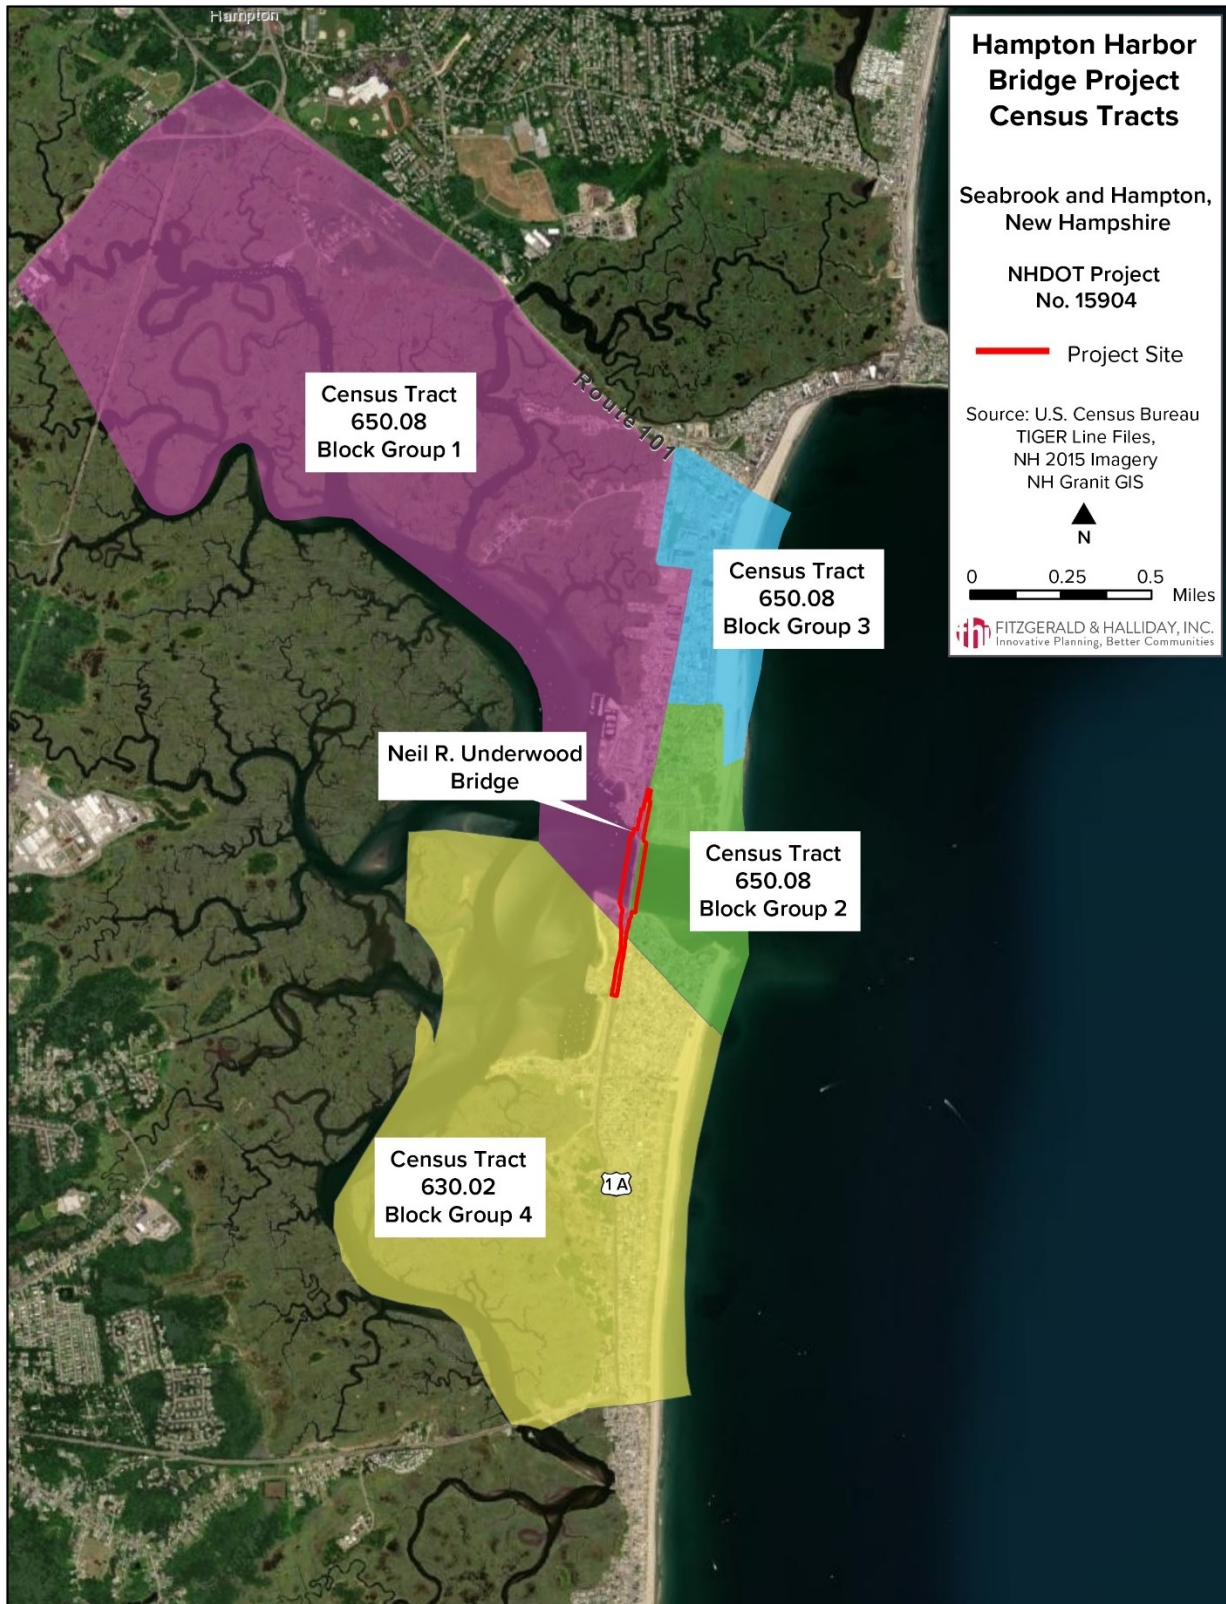 Hampton
Hampton Harbor
Bridge Project
Census Tracts
Seabrook and Hampton,
New Hampshire
NHDOT Project
No. 15904
Project Site
Source: U.S. Census Bureau
TIGER Line Files,
NH 2015 Imagery
NH Granit GIS
N
0 0.25 0.5
Miles
fhi FITZGERALD & HALLIDAY, INC.
Innovative Planning, Better Communities
Route 101
Census Tract
650.08
Block Group 1
Census Tract
650.08
Block Group 3
Neil R. Underwood
Bridge
Census Tract
650.08
Block Group 2
Census Tract
630.02
Block Group 4
1 A